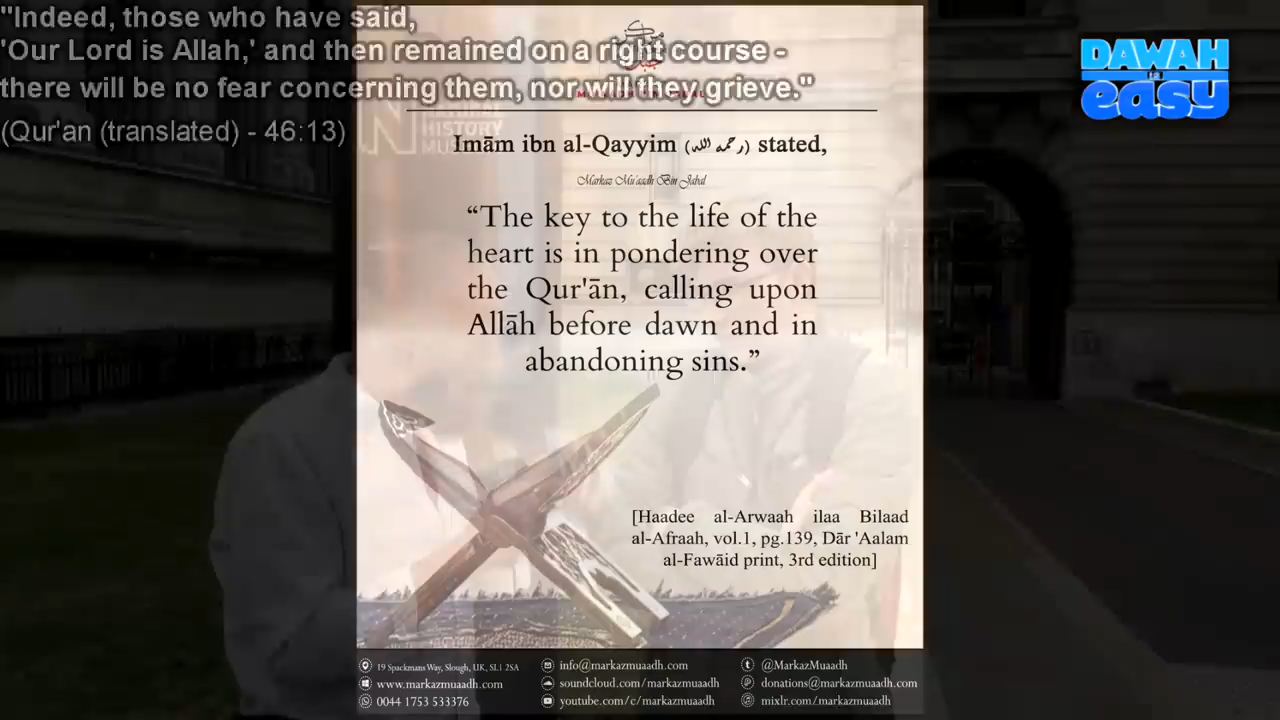 "Indeed, those who have said,
'Our Lord is Allah,' and then remained on a right course -
there will be no fear concerning them, nor will they grieve."
(Qur'an (translated) - 46:13)
DAWAH
IS
easy
N
HISTORY
Imām ibn al-Qayyim (رحمه الله) stated,
Markaz Mu'aadh Bin Jabal
“The key to the life of the
heart is in pondering over
the Qur'ān, calling upon
Allāh before dawn and in
abandoning sins.”
[Haadee al-Arwaah ilaa Bilaad
al-Afraah, vol.1, pg.139, Dār 'Aalam
al-Fawāid print, 3rd edition]
19 Spackmans Way, Slough, UK, SL1 2SA
www.markazmuaadh.com
0044 1753 533376
info@markazmuaadh.com
soundcloud.com/markazmuaadh
youtube.com/c/markazmuaadh
@MarkazMuaadh
donations@markazmuaadh.com
mixlr.com/markazmuaadh